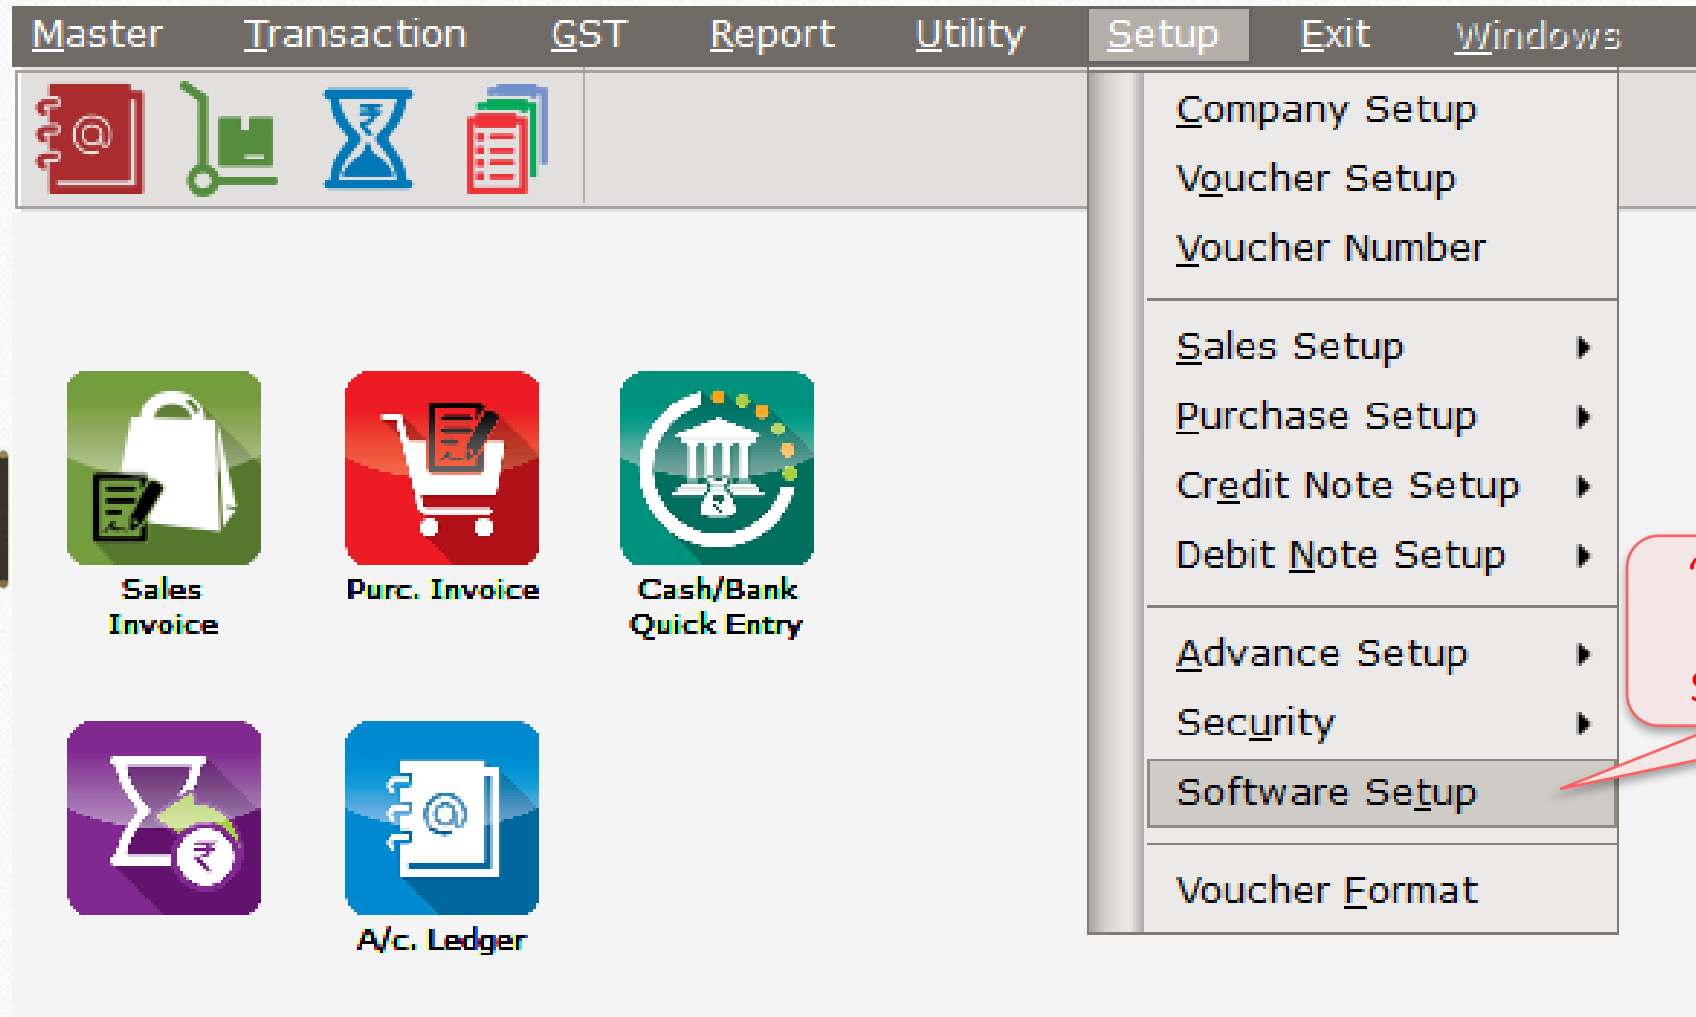 Master Transaction GST Report Utility Setup Exit Windows
Company Setup
Voucher Setup
Voucher Number
Sales Setup
Purchase Setup
Credit Note Setup
Debit Note Setup
Advance Setup
Security
Software Setup
Voucher Format
Sales
Invoice
Purc. Invoice
Cash/Bank
Quick Entry
A/c. Ledger